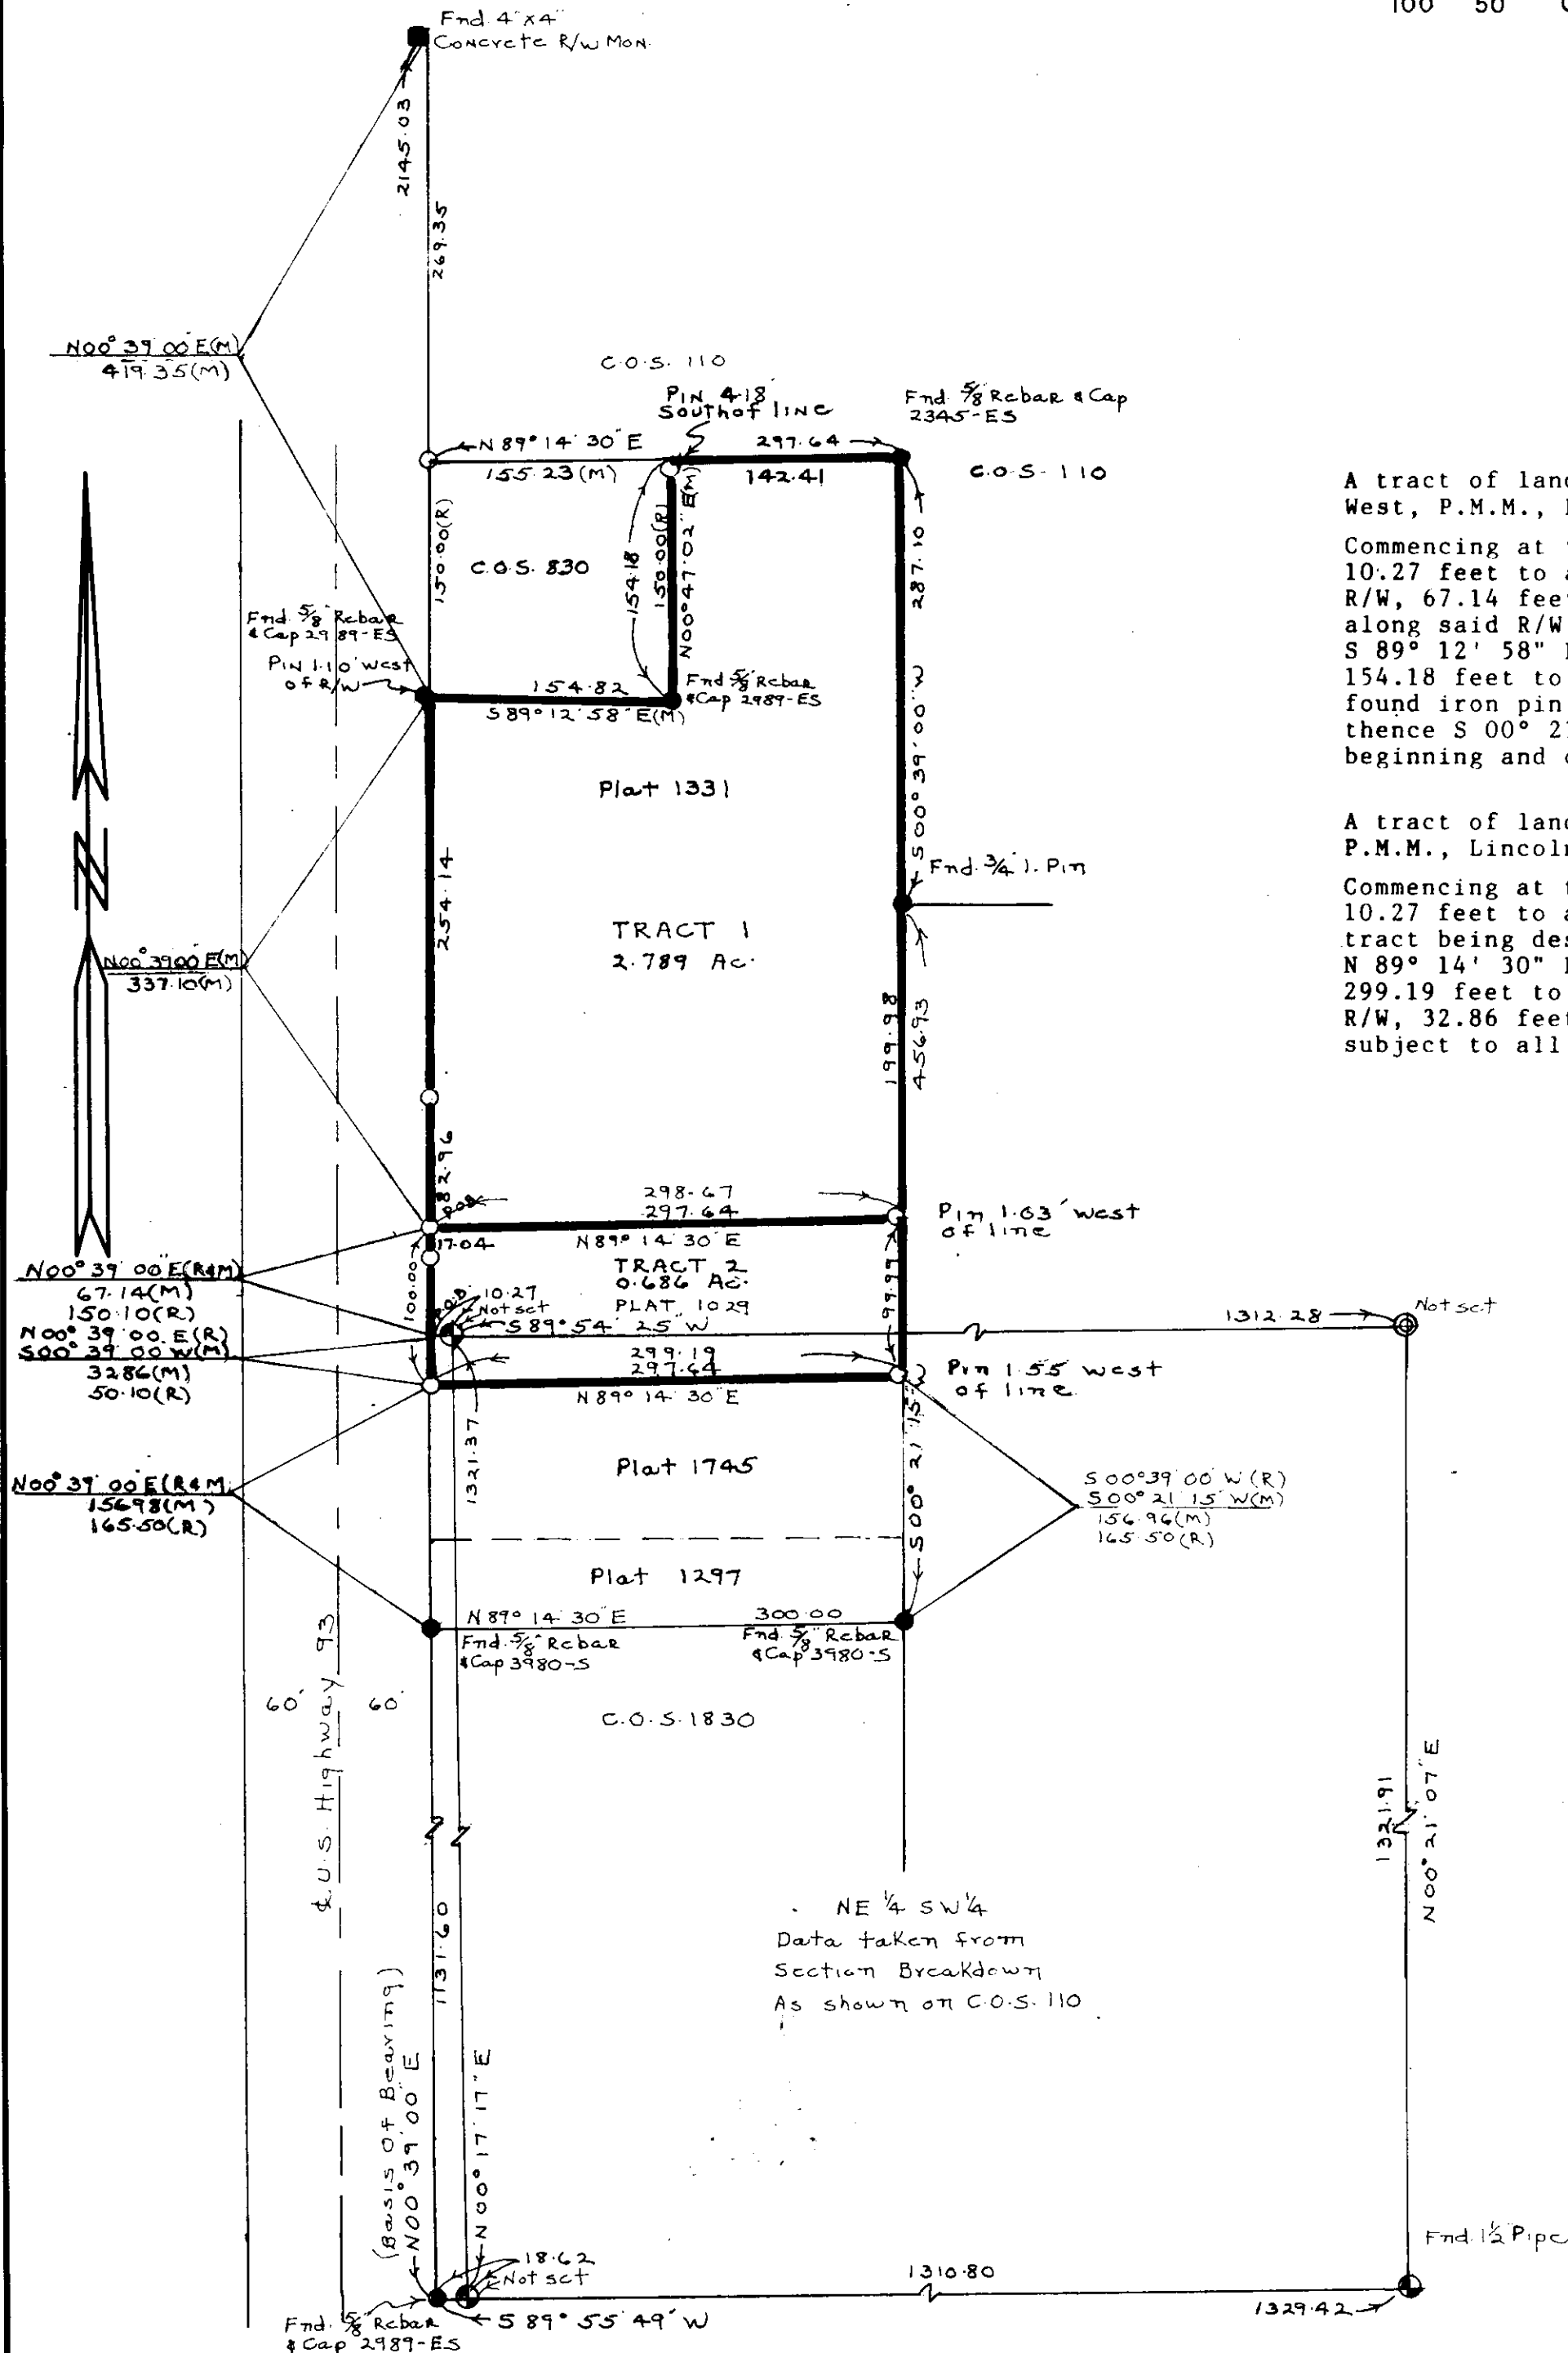 100 50
Fnd. 4"x4"
Concrete R/W Mon.
2145.03
269.35
N00° 39' 00" E(M)
419.35(M)
C.O.S. 110
Pin 4.18'
South of line
Fnd. 5/8" Rebar & Cap
2345-ES
N 89° 14' 30" E
155.23(M)
297.64
142.41
C.O.S. 110
150.00(R)
C.O.S. 830
154.18
150.00(R)
N00° 47' 02" E(M)
287.10
Fnd. 5/8" Rebar
& Cap 2989-ES
Pin 1.10' west
of R/W
154.82
S 89° 12' 58" E(M)
Fnd 5/8" Rebar
& Cap 2989-ES
S 00° 39' 00" W
Plat 1331
Fnd. 3/4" I. Pin
254.14
TRACT 1
2.789 Ac.
N00° 39' 00" E(M)
337.10(M)
199.98
456.93
82.96
P.O.B.
298.67
297.64
N 89° 14' 30" E
Pin 1.03' west
of line
17.04
N00° 39' 00" E(R&M)
67.14(M)
150.10(R)
N00° 39' 00" E(R)
S00° 39' 00" W(M)
32.86(M)
50.10(R)
100.00
P.O.B.
TRACT 2
0.686 Ac.
PLAT 1029
10.27
Not set
S 89° 54' 25" W
99.97
1312.28
Not set
299.19
297.64
N 89° 14' 30" E
Pin 1.55' west
of line
1321.37
Plat 1745
S 00° 21' 15" W
N00° 39' 00" E(R&M)
156.98(M)
165.50(R)
S 00° 39' 00" W (R)
S 00° 21' 15" W(M)
156.96(M)
165.50(R)
Plat 1297
N 89° 14' 30" E
300.00
Fnd. 5/8" Rebar
& Cap 3980-S
Fnd. 5/8" Rebar
& Cap 3980-S
60'
60'
℄ U.S. Highway 93
C.O.S. 1830
1321.91
N 00° 21' 07" E
NE 1/4 SW 1/4
Data taken from
Section Breakdown
As shown on C.O.S. 110
1131.60
(Basis Of Bearing)
N00° 39' 00" E
N00° 17' 17" E
18.62
Not set
1310.80
Fnd. 1 1/2" Pipe
1329.42
Fnd. 5/8" Rebar
& Cap 2989-ES
S 89° 55' 49" W
A tract of land
West, P.M.M.,
Commencing at
10.27 feet to a
R/W, 67.14 feet
along said R/W
S 89° 12' 58"
154.18 feet to
found iron pin
thence S 00° 21
beginning and
A tract of land
P.M.M., Lincoln
Commencing at
10.27 feet to a
tract being des
N 89° 14' 30"
299.19 feet to
R/W, 32.86 feet
subject to all